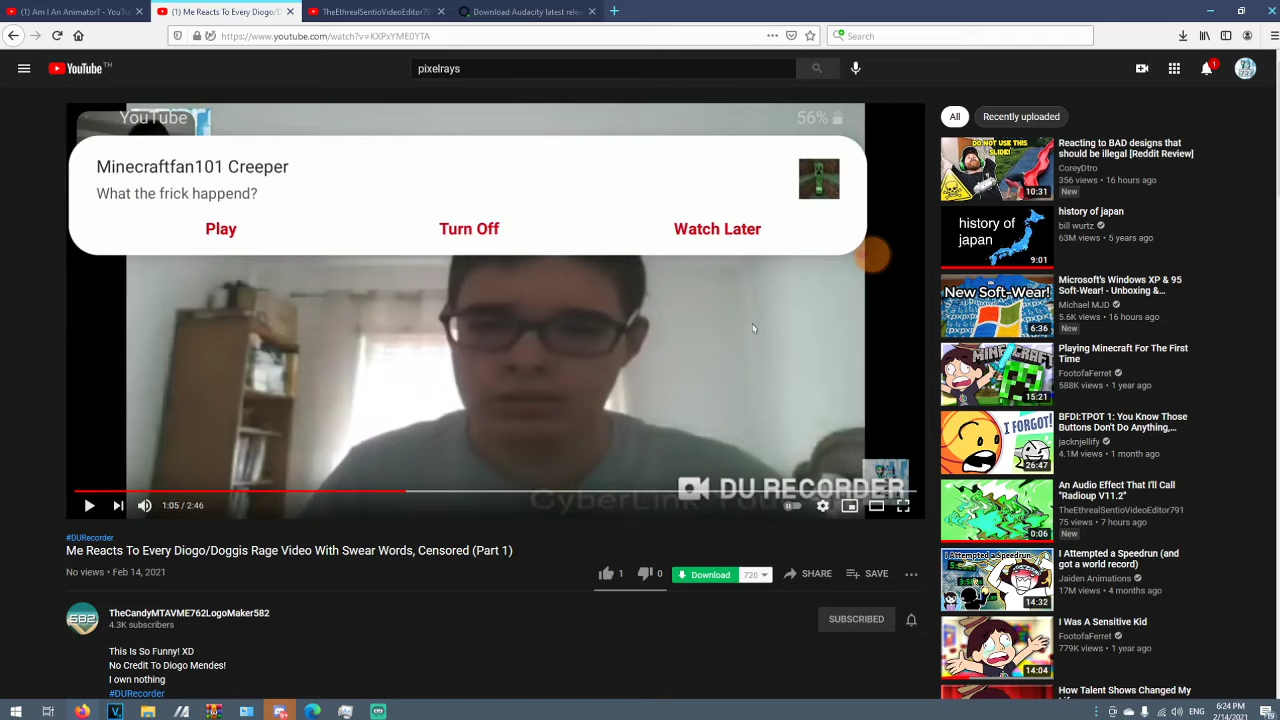 (1) Am I An Animator? - YouT
(1) Me Reacts To Every Diogo/D
TheEthrealSentioVideoEditor79
Download Audacity latest rele
https://www.youtube.com/watch?v=KXPxYME0YTA
Search
YouTube TH
pixelrays
1
YouTube
56%
Minecraftfan101 Creeper
What the frick happend?
Play
Turn Off
Watch Later
DU RECORDER
1:05 / 2:46
#DURecorder
Me Reacts To Every Diogo/Doggis Rage Video With Swear Words, Censored (Part 1)
No views • Feb 14, 2021
1
0
Download
720
SHARE
SAVE
582
TheCandyMTAVME762LogoMaker582
4.3K subscribers
SUBSCRIBED
This Is So Funny! XD
No Credit To Diogo Mendes!
I own nothing
#DURecorder
All
Recently uploaded
DO NOT USE THIS SLIDE!
10:31
Reacting to BAD designs that
should be illegal [Reddit Review]
CoreyDtro
356 views • 16 hours ago
New
history of
japan
9:01
history of japan
bill wurtz
63M views • 5 years ago
New Soft-Wear!
6:36
Microsoft's Windows XP & 95
Soft-Wear! - Unboxing &...
Michael MJD
5.6K views • 16 hours ago
New
MINECRAFT
15:21
Playing Minecraft For The First
Time
FootofaFerret
588K views • 1 year ago
I FORGOT!
26:47
BFDI:TPOT 1: You Know Those
Buttons Don't Do Anything,...
jacknjellify
4.1M views • 1 month ago
0:06
An Audio Effect That I'll Call
"Radioup V11.2"
TheEthrealSentioVideoEditor791
75 views • 7 hours ago
New
I Attempted a Speedrun
14:32
I Attempted a Speedrun (and
got a world record)
Jaiden Animations
17M views • 4 months ago
14:04
I Was A Sensitive Kid
FootofaFerret
779K views • 1 year ago
How Talent Shows Changed My
ENG
6:24 PM
2/14/2021